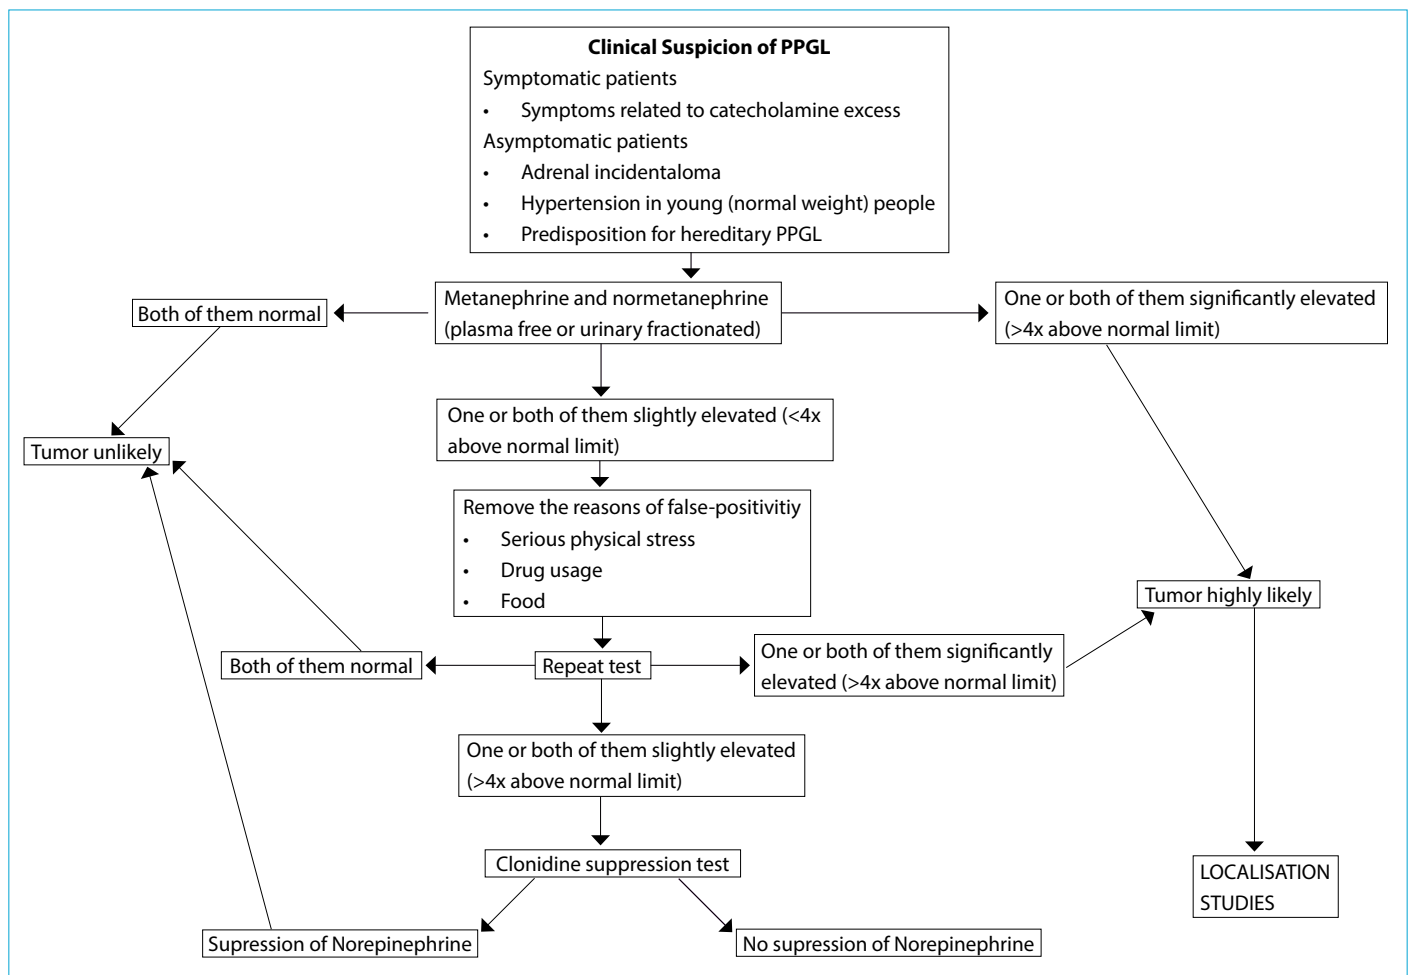 Clinical Suspicion of PPGL
Symptomatic patients
• Symptoms related to catecholamine excess
Asymptomatic patients
• Adrenal incidentaloma
• Hypertension in young (normal weight) people
• Predisposition for hereditary PPGL
Both of them normal
Metanephrine and normetanephrine
(plasma free or urinary fractionated)
One or both of them significantly elevated
(>4x above normal limit)
One or both of them slightly elevated (<4x
above normal limit)
Tumor unlikely
Remove the reasons of false-positivitiy
• Serious physical stress
• Drug usage
• Food
Tumor highly likely
Both of them normal
Repeat test
One or both of them significantly
elevated (>4x above normal limit)
One or both of them slightly elevated
(>4x above normal limit)
Clonidine suppression test
LOCALISATION
STUDIES
Supression of Norepinephrine
No supression of Norepinephrine